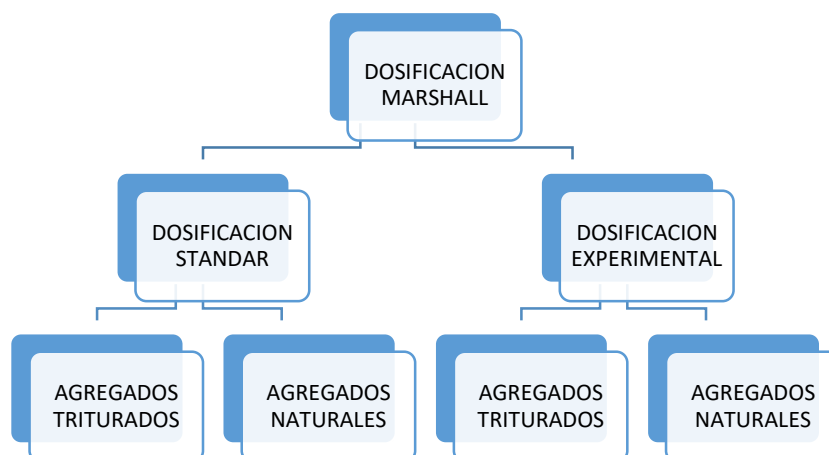 DOSIFICACION
MARSHALL
DOSIFICACION
STANDAR
DOSIFICACION
EXPERIMENTAL
AGREGADOS
TRITURADOS
AGREGADOS
NATURALES
AGREGADOS
TRITURADOS
AGREGADOS
NATURALES